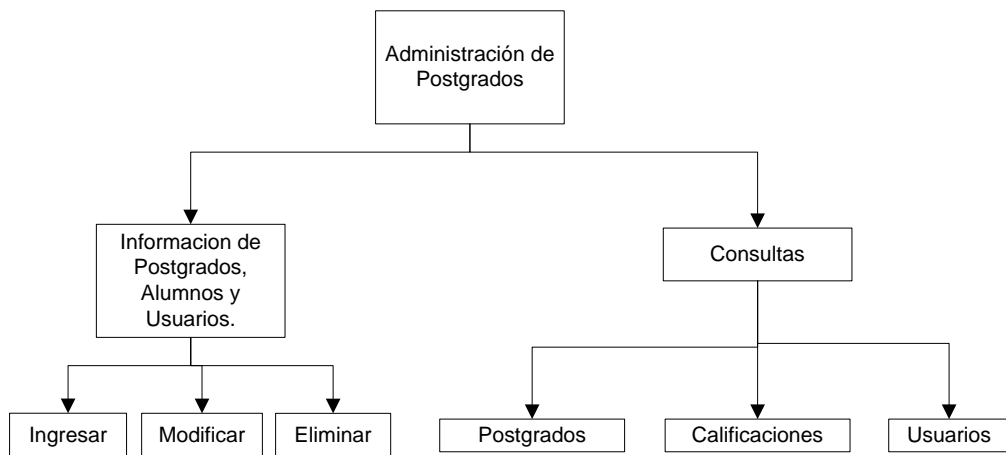 Administración de
Postgrados
Informacion de
Postgrados,
Alumnos y
Usuarios.
Consultas
Ingresar
Modificar
Eliminar
Postgrados
Calificaciones
Usuarios